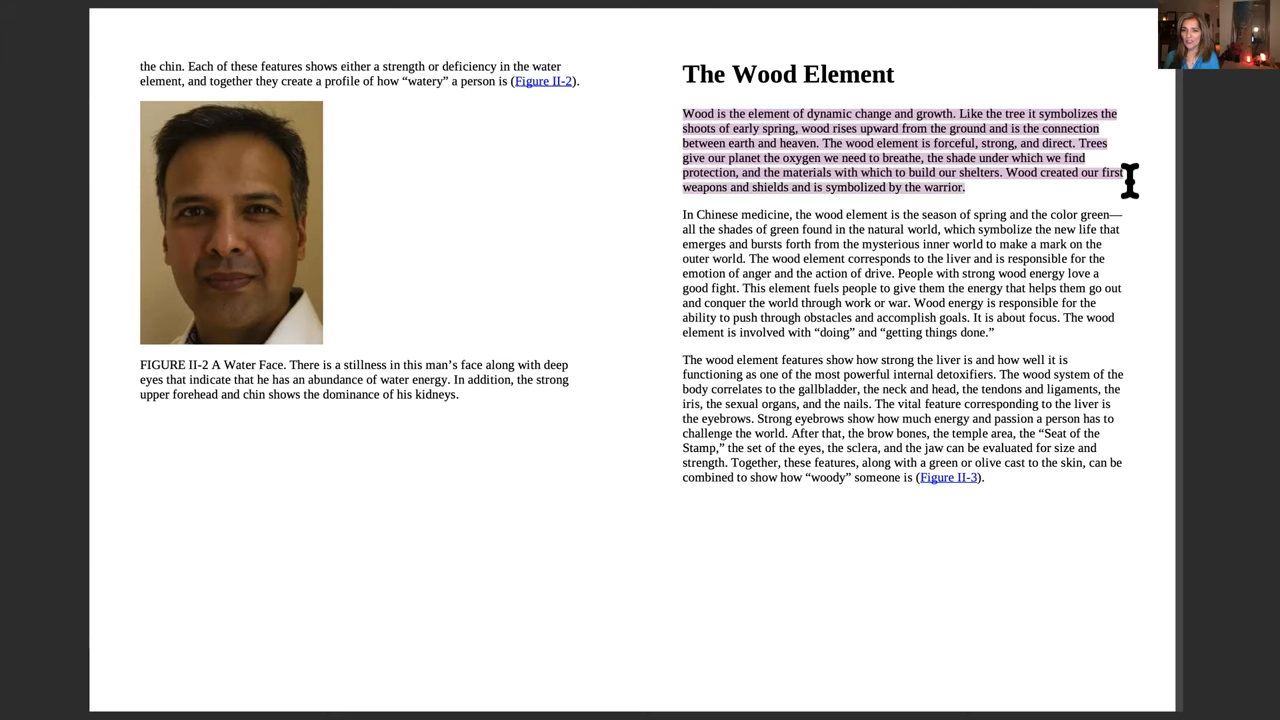 the chin. Each of these features shows either a strength or deficiency in the water
element, and together they create a profile of how “watery” a person is (Figure II-2).
FIGURE II-2 A Water Face. There is a stillness in this man’s face along with deep
eyes that indicate that he has an abundance of water energy. In addition, the strong
upper forehead and chin shows the dominance of his kidneys.
The Wood Element
Wood is the element of dynamic change and growth. Like the tree it symbolizes the
shoots of early spring, wood rises upward from the ground and is the connection
between earth and heaven. The wood element is forceful, strong, and direct. Trees
give our planet the oxygen we need to breathe, the shade under which we find
protection, and the materials with which to build our shelters. Wood created our first
weapons and shields and is symbolized by the warrior.
In Chinese medicine, the wood element is the season of spring and the color green—
all the shades of green found in the natural world, which symbolize the new life that
emerges and bursts forth from the mysterious inner world to make a mark on the
outer world. The wood element corresponds to the liver and is responsible for the
emotion of anger and the action of drive. People with strong wood energy love a
good fight. This element fuels people to give them the energy that helps them go out
and conquer the world through work or war. Wood energy is responsible for the
ability to push through obstacles and accomplish goals. It is about focus. The wood
element is involved with “doing” and “getting things done.”
The wood element features show how strong the liver is and how well it is
functioning as one of the most powerful internal detoxifiers. The wood system of the
body correlates to the gallbladder, the neck and head, the tendons and ligaments, the
iris, the sexual organs, and the nails. The vital feature corresponding to the liver is
the eyebrows. Strong eyebrows show how much energy and passion a person has to
challenge the world. After that, the brow bones, the temple area, the “Seat of the
Stamp,” the set of the eyes, the sclera, and the jaw can be evaluated for size and
strength. Together, these features, along with a green or olive cast to the skin, can be
combined to show how “woody” someone is (Figure II-3).